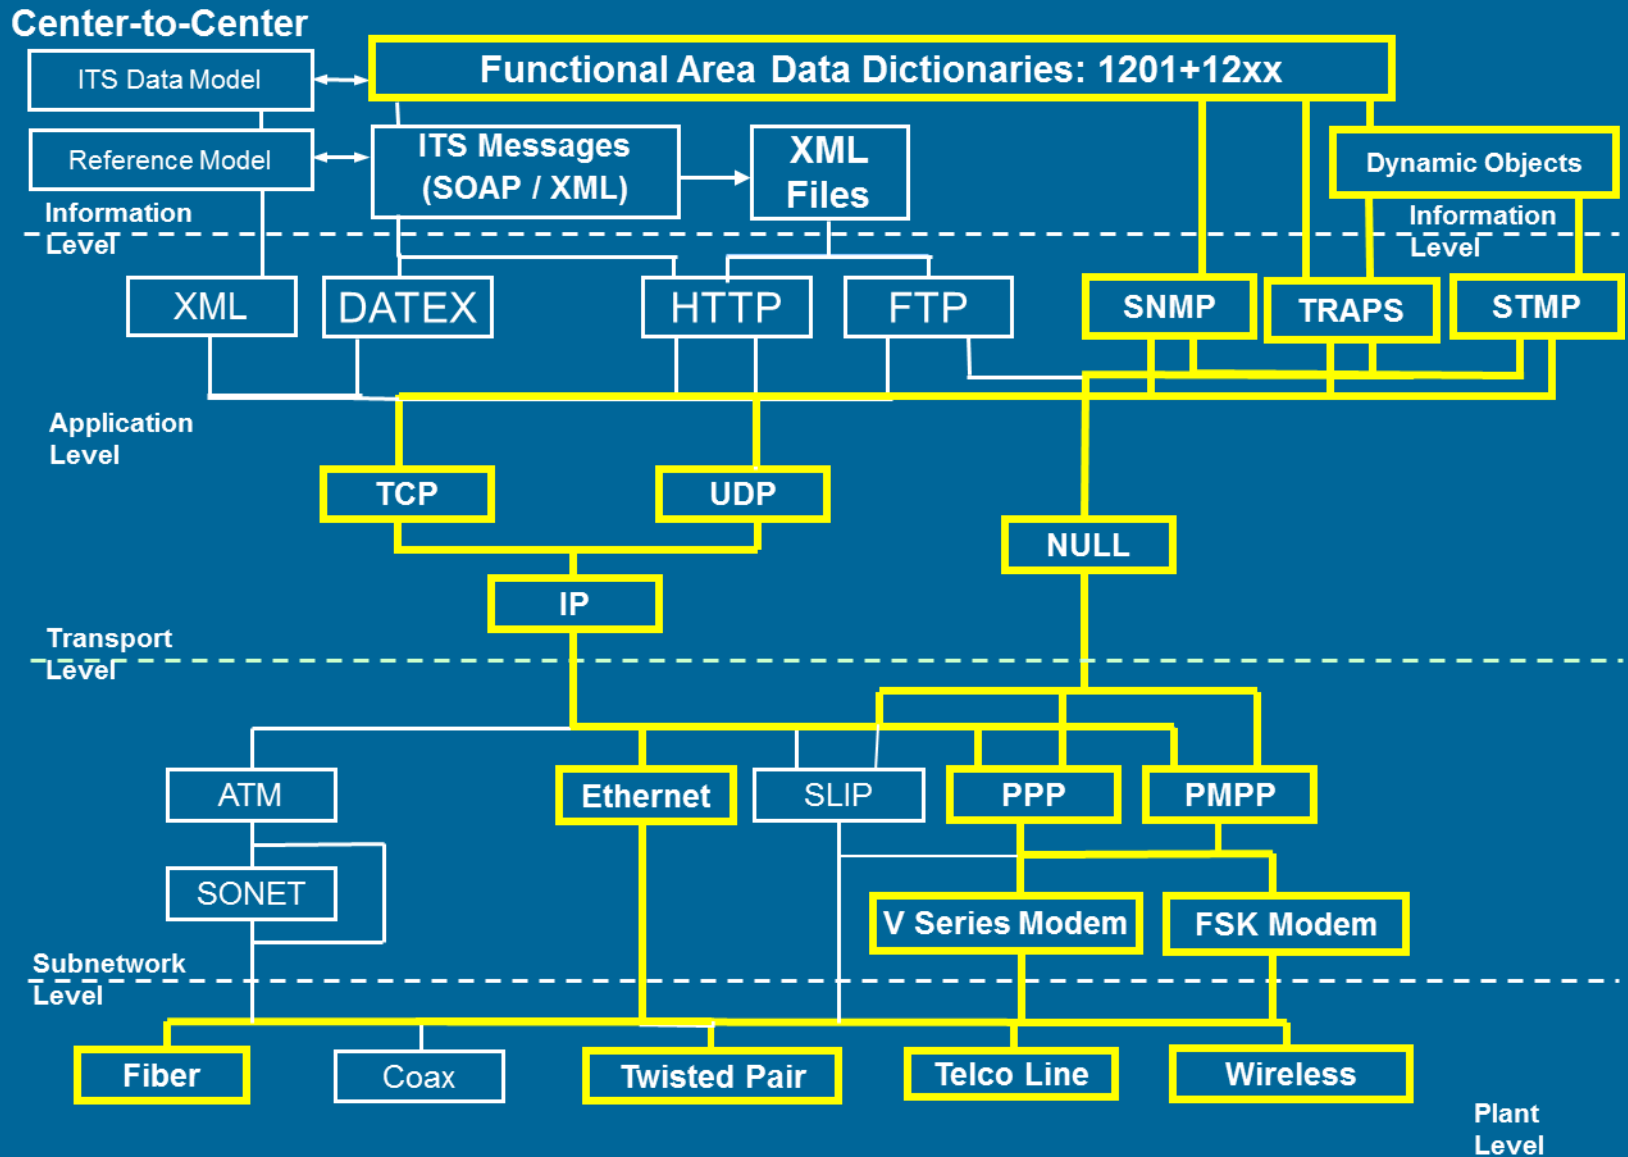 Center-to-Center
ITS Data Model
Functional Area Data Dictionaries: 1201+12xx
Reference Model
ITS Messages
(SOAP / XML)
XML
Files
Dynamic Objects
Information
Level
Information
Level
XML
DATEX
HTTP
FTP
SNMP
TRAPS
STMP
Application
Level
TCP
UDP
NULL
IP
Transport
Level
ATM
Ethernet
SLIP
PPP
PMPP
SONET
V Series Modem
FSK Modem
Subnetwork
Level
Fiber
Coax
Twisted Pair
Telco Line
Wireless
Plant
Level